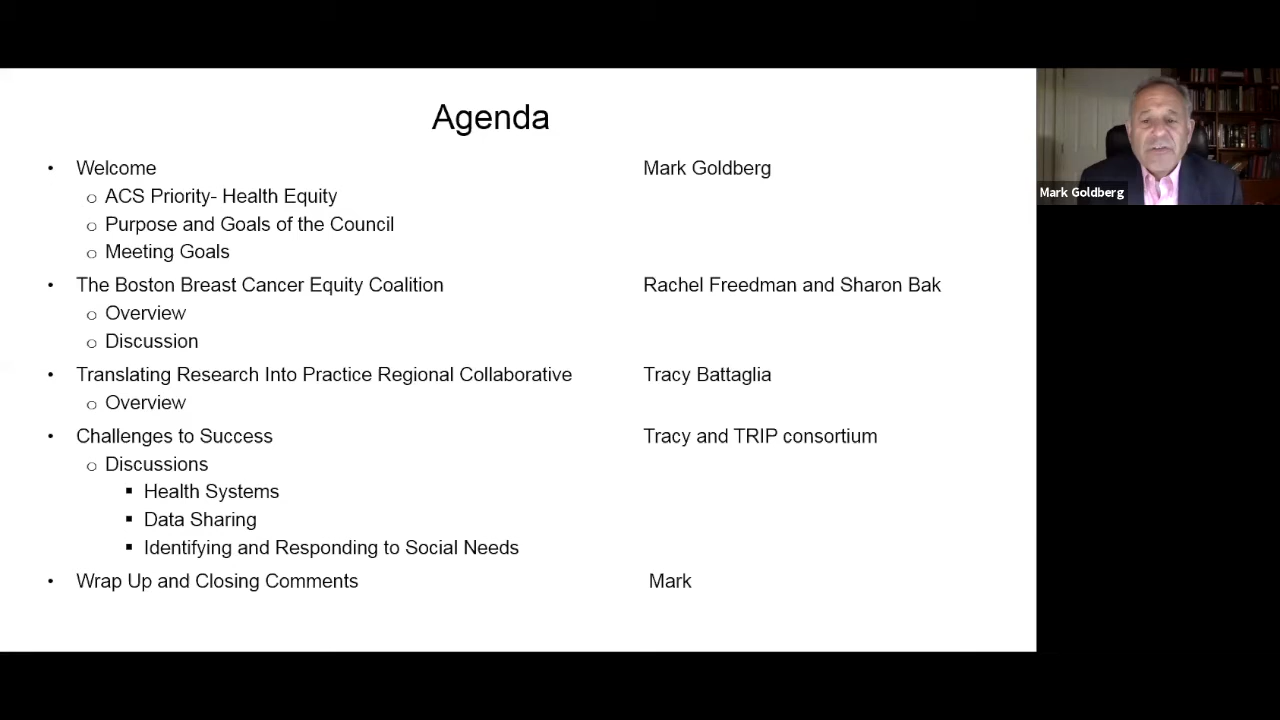 Agenda
• Welcome Mark Goldberg
o ACS Priority- Health Equity
o Purpose and Goals of the Council
o Meeting Goals
• The Boston Breast Cancer Equity Coalition Rachel Freedman and Sharon Bak
o Overview
o Discussion
• Translating Research Into Practice Regional Collaborative Tracy Battaglia
o Overview
• Challenges to Success Tracy and TRIP consortium
o Discussions
▪ Health Systems
▪ Data Sharing
▪ Identifying and Responding to Social Needs
• Wrap Up and Closing Comments Mark
Mark Goldberg